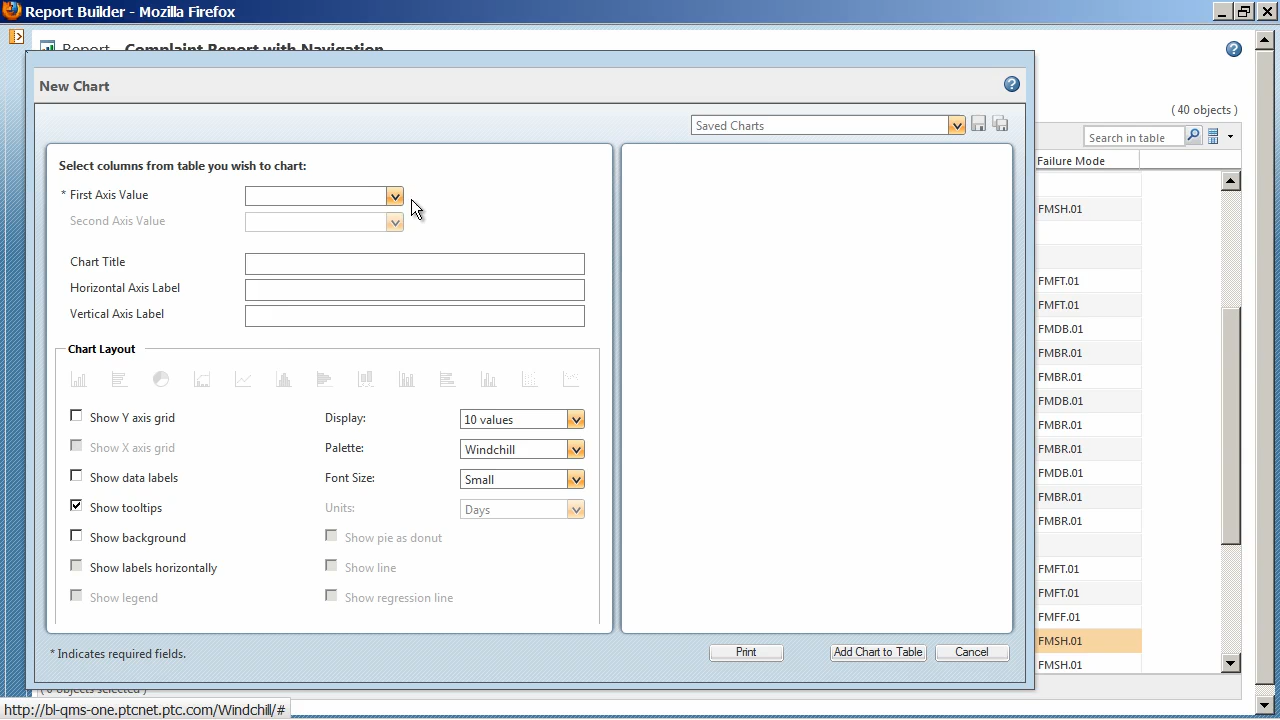 Report Builder - Mozilla Firefox
Report Complaint Report with Navigation
New Chart
( 40 objects )
Saved Charts
Search in table
Select columns from table you wish to chart:
Failure Mode
* First Axis Value
Second Axis Value
FMSH.01
Chart Title
Horizontal Axis Label
FMFT.01
Vertical Axis Label
FMFT.01
FMDB.01
Chart Layout
FMBR.01
FMBR.01
FMDB.01
Show Y axis grid Display: 10 values
FMBR.01
Show X axis grid Palette: Windchill
FMBR.01
Show data labels Font Size: Small
FMDB.01
FMBR.01
Show tooltips Units: Days
FMBR.01
Show background Show pie as donut
Show labels horizontally Show line
FMFT.01
Show legend Show regression line
FMFT.01
FMFF.01
FMSH.01
* Indicates required fields.
Print Add Chart to Table Cancel
FMSH.01
( 0 objects selected )
http://bl-qms-one.ptcnet.ptc.com/Windchill/#